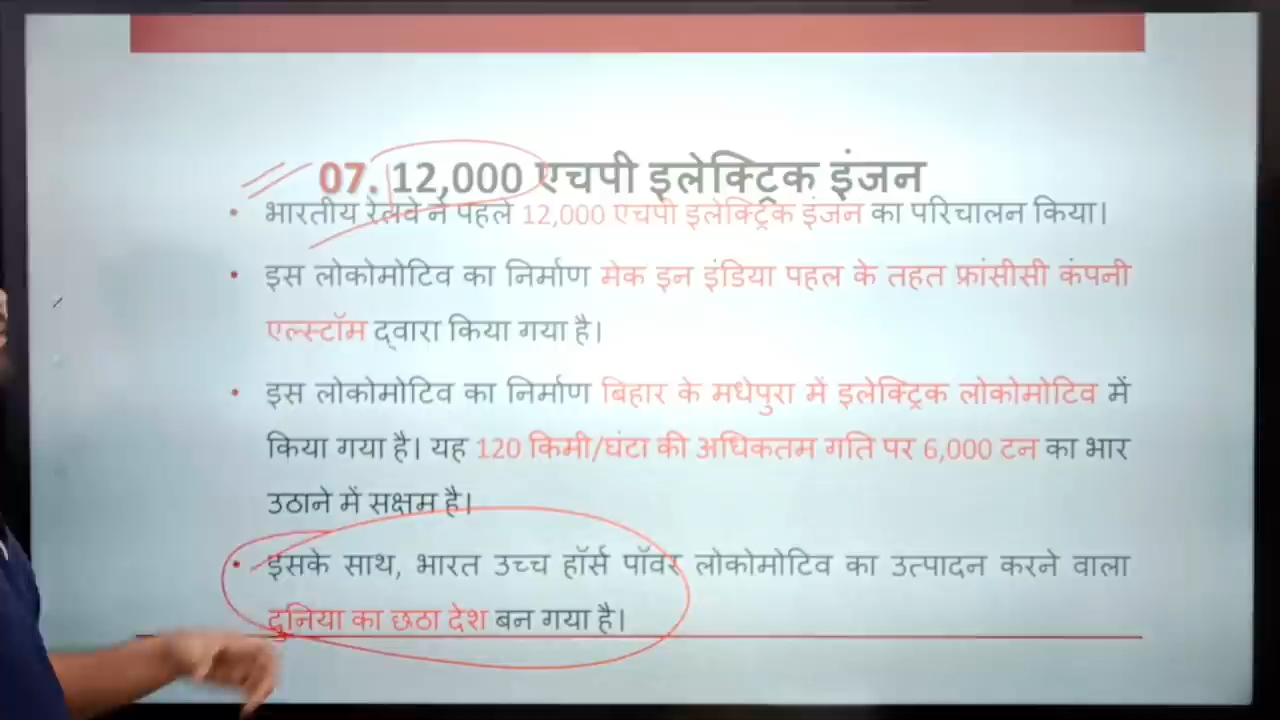 07. 12,000 एचपी इलेक्ट्रिक इंजन
• भारतीय रेलवे ने पहले 12,000 एचपी इलेक्ट्रिक इंजन का परिचालन किया।
• इस लोकोमोटिव का निर्माण मेक इन इंडिया पहल के तहत फ्रांसीसी कंपनी
एल्स्टॉम द्वारा किया गया है।
• इस लोकोमोटिव का निर्माण बिहार के मधेपुरा में इलेक्ट्रिक लोकोमोटिव में
किया गया है। यह 120 किमी/घंटा की अधिकतम गति पर 6,000 टन का भार
उठाने में सक्षम है।
• इसके साथ, भारत उच्च हॉर्स पॉवर लोकोमोटिव का उत्पादन करने वाला
दुनिया का छठा देश बन गया है।